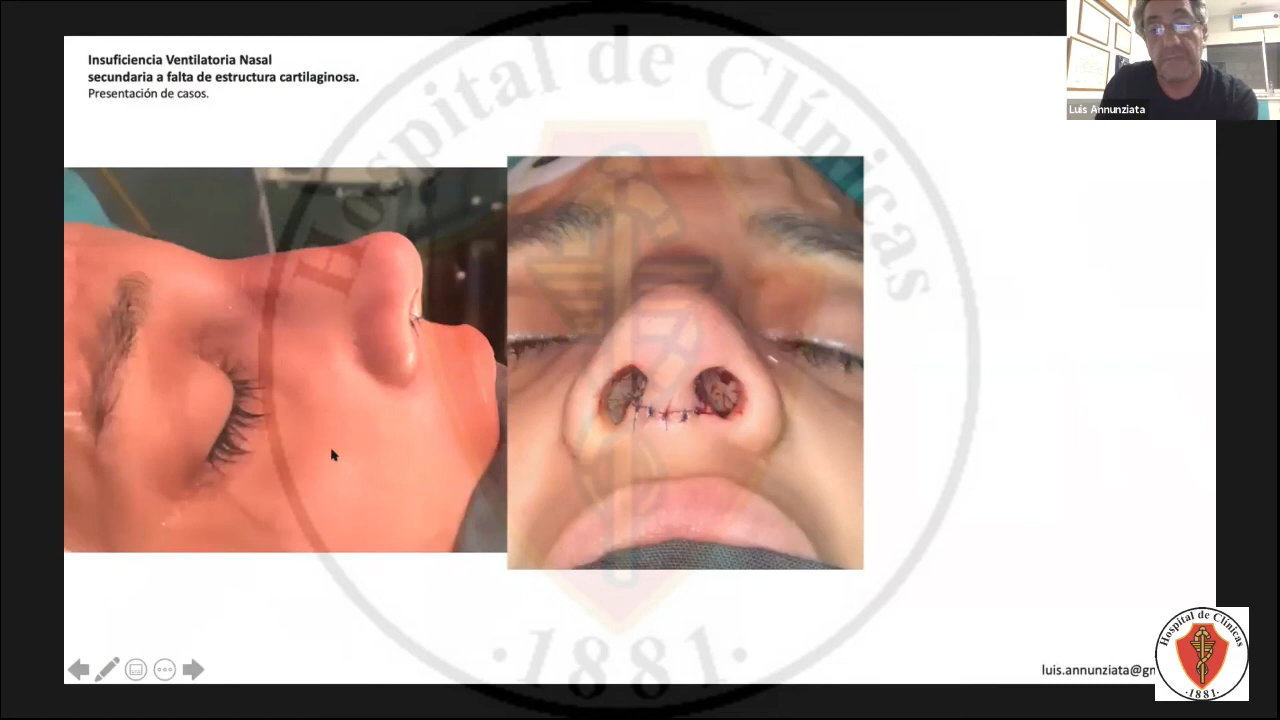 Insuficiencia Ventilatoria Nasal
secundaria a falta de estructura cartilaginosa.
Presentación de casos.
Luis Annunziata
Hospital de Clínicas
·1881·
luis.annunziata@gm
Hospital de Clínicas
·1881·